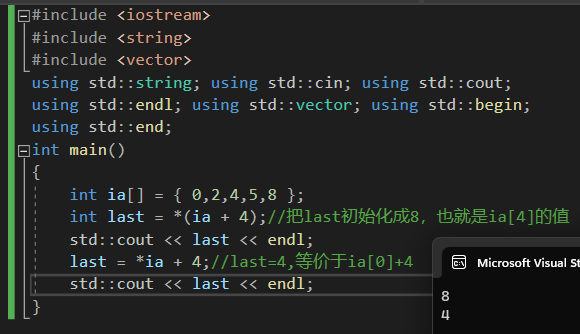 #include <iostream>
#include <string>
#include <vector>
using std::string; using std::cin; using std::cout;
using std::endl; using std::vector; using std::begin;
using std::end;
int main()
{
int ia[] = { 0,2,4,5,8 };
int last = *(ia + 4);//把last初始化成8，也就是ia[4]的值
std::cout << last << endl;
last = *ia + 4;//last=4,等价于ia[0]+4
std::cout << last << endl;
}
Microsoft Visual St
8
4